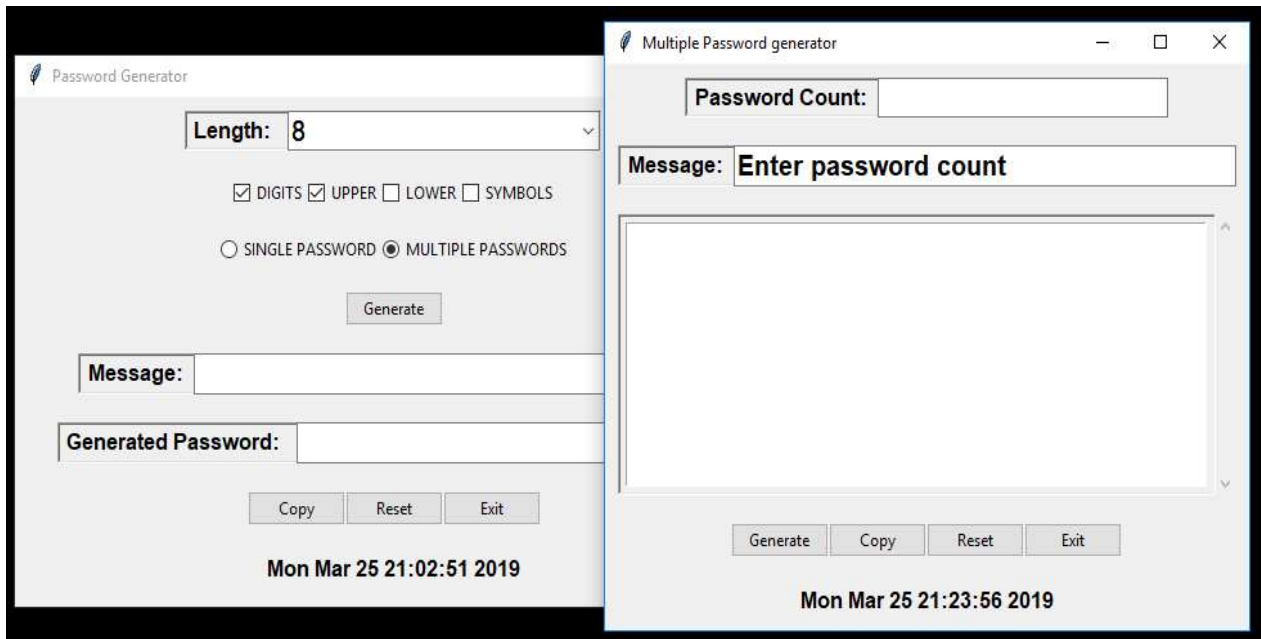 Password Generator
Length: 8
DIGITS UPPER LOWER SYMBOLS
SINGLE PASSWORD MULTIPLE PASSWORDS
Generate
Message:
Generated Password:
Copy Reset Exit
Mon Mar 25 21:02:51 2019
Multiple Password generator
Password Count:
Message: Enter password count
Generate Copy Reset Exit
Mon Mar 25 21:23:56 2019